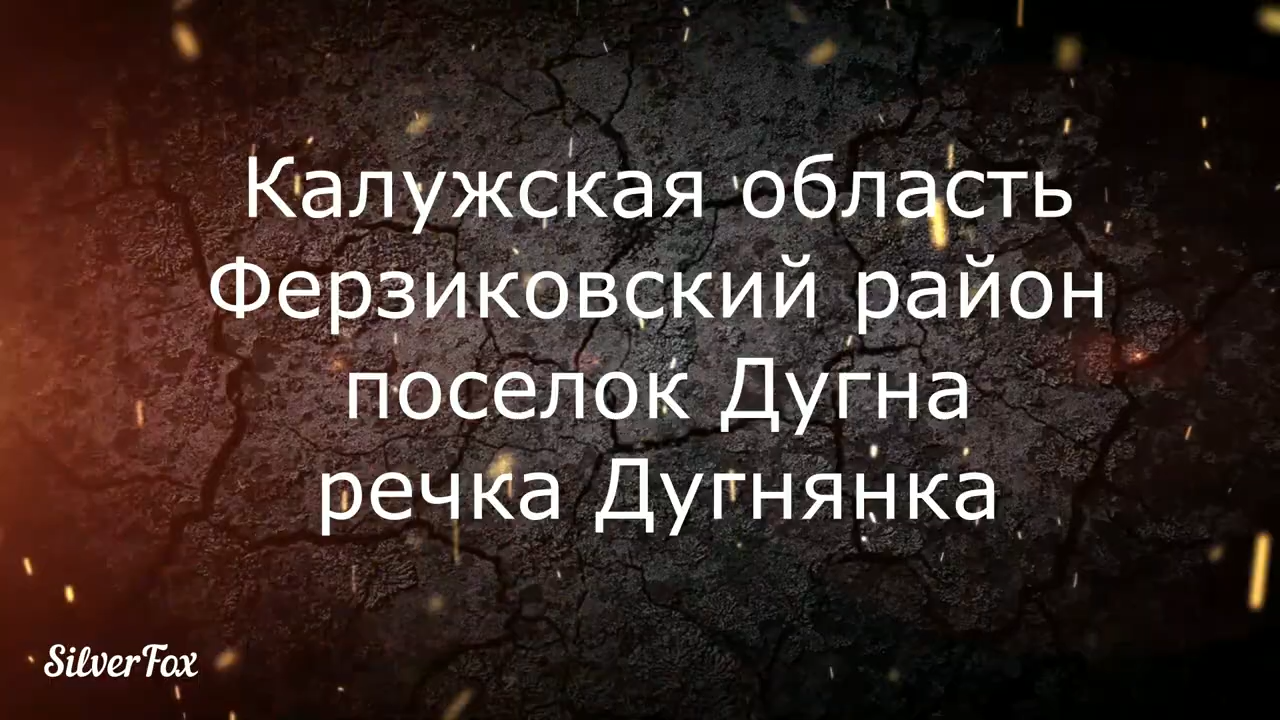 Калужская область
Ферзиковский район
поселок Дугна
речка Дугнянка
SilverFox